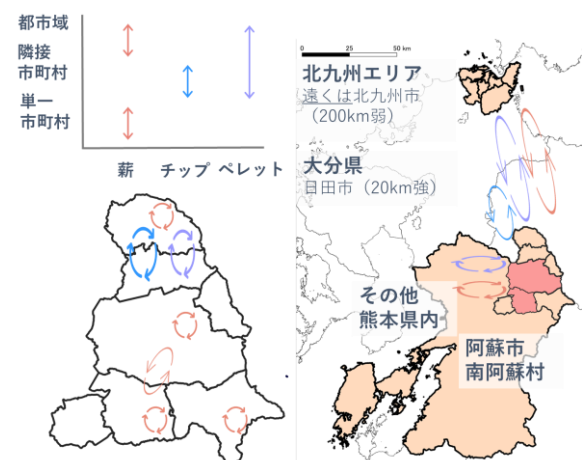 都市域
隣接
市町村
単一
市町村
薪
チップ
ペレット
0
25
50 km
北九州エリア
遠くは北九州市
（200km弱）
大分県
日田市（20km強）
その他
熊本県内
阿蘇市
南阿蘇村